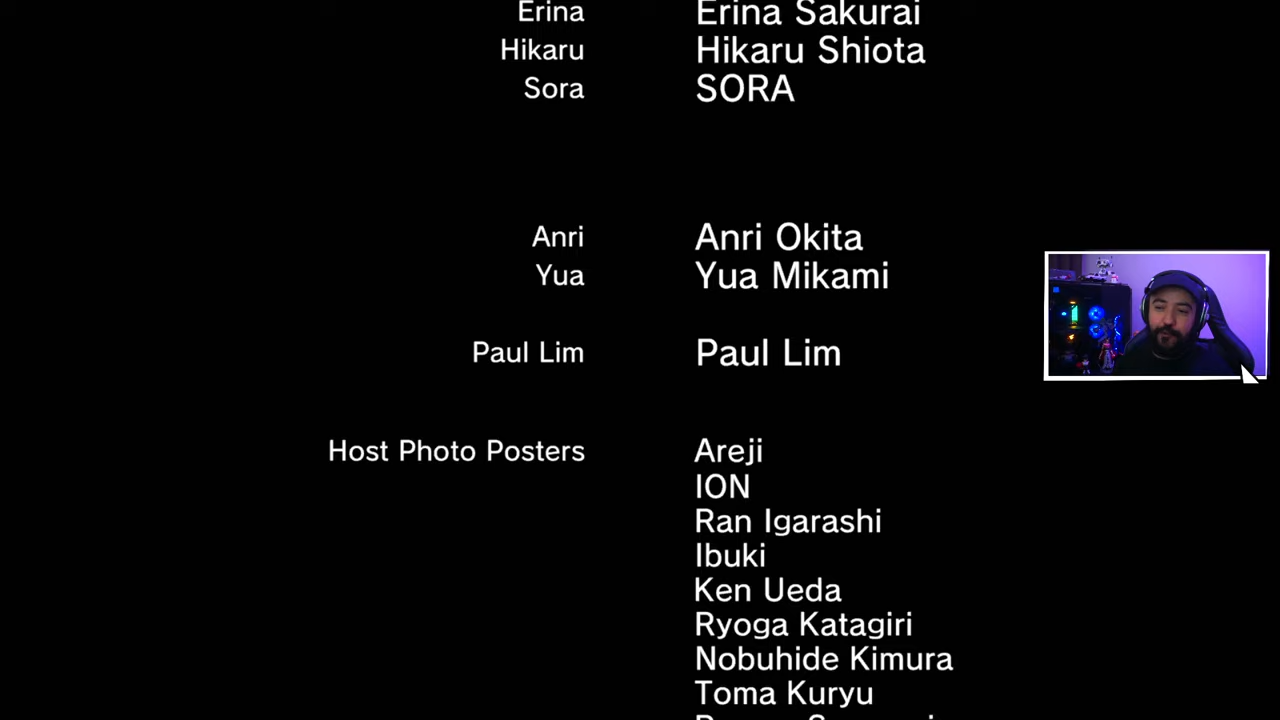 Erina Erina Sakurai
Hikaru Hikaru Shiota
Sora SORA
Anri Anri Okita
Yua Yua Mikami
Paul Lim Paul Lim
Host Photo Posters Areji
ION
Ran Igarashi
Ibuki
Ken Ueda
Ryoga Katagiri
Nobuhide Kimura
Toma Kuryu